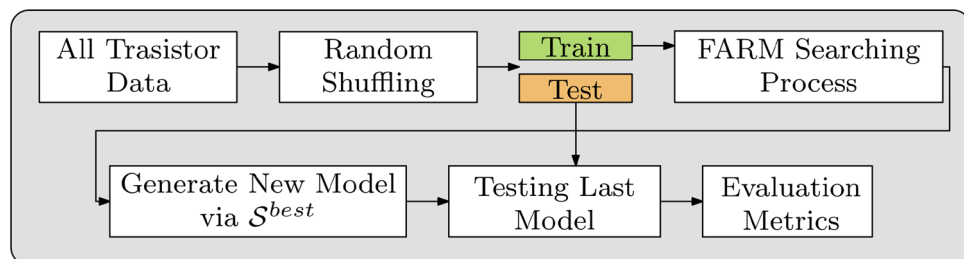 All Trasistor
Data
Random
Shuffling
Train
Test
FARM Searching
Process
Generate New Model
via 𝒮^{best}
Testing Last
Model
Evaluation
Metrics